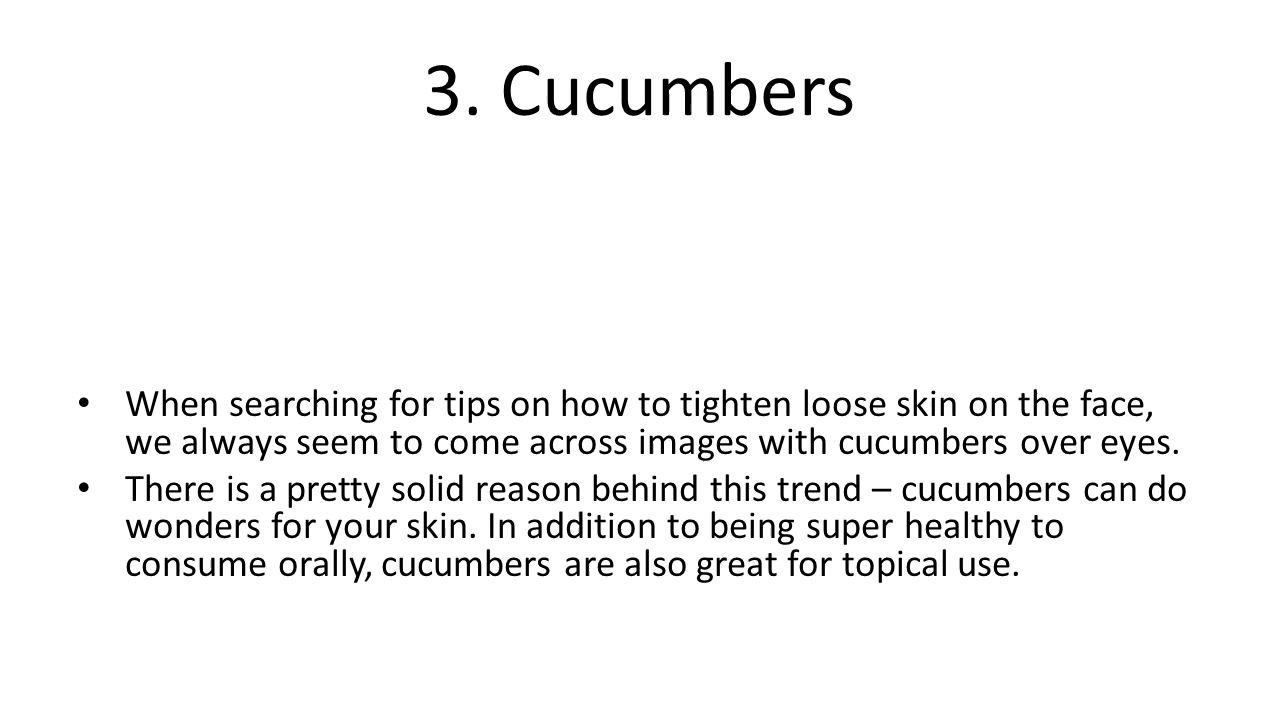 3. Cucumbers
• When searching for tips on how to tighten loose skin on the face,
we always seem to come across images with cucumbers over eyes.
• There is a pretty solid reason behind this trend – cucumbers can do
wonders for your skin. In addition to being super healthy to
consume orally, cucumbers are also great for topical use.